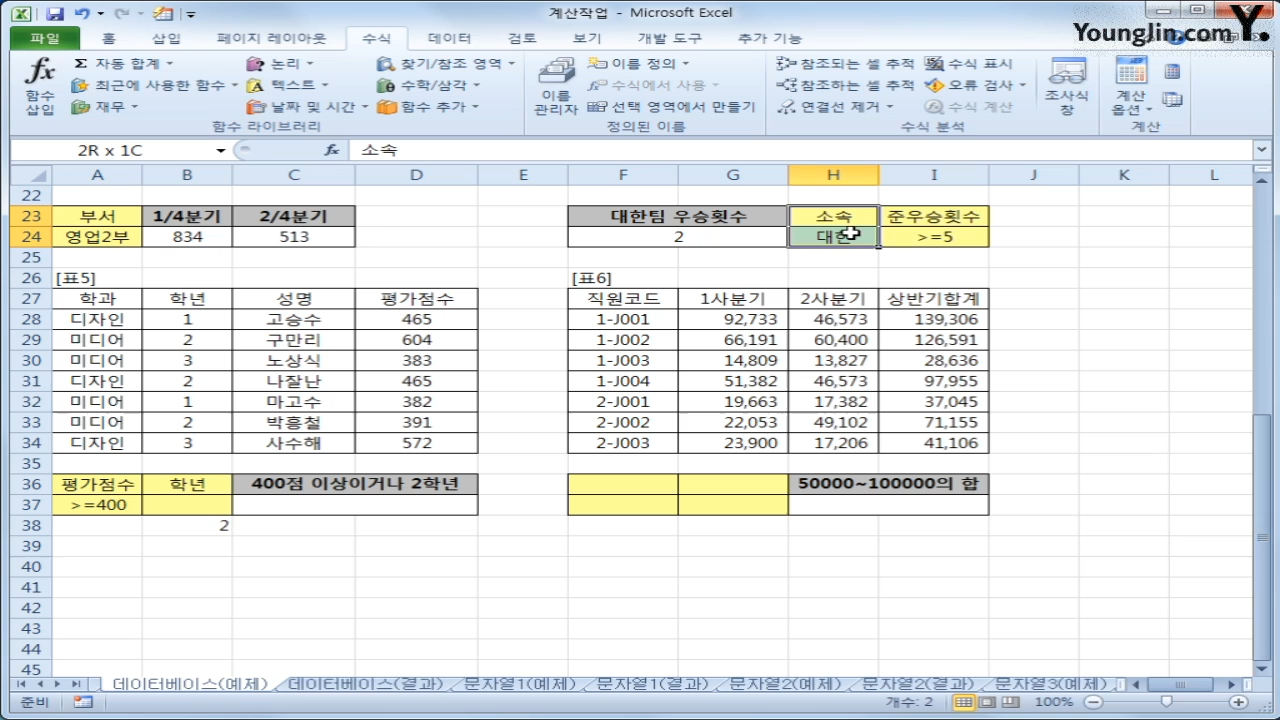 계산작업 - Microsoft Excel
Younglin.com Y.
파일 홈 삽입 페이지 레이아웃 수식 데이터 검토 보기 개발 도구 추가 기능
fx 함수 삽입
Σ 자동 합계 논리 찾기/참조 영역
최근에 사용한 함수 텍스트 수학/삼각
재무 날짜 및 시간 함수 추가
함수 라이브러리
이름 관리자
이름 정의
수식에서 사용
선택 영역에서 만들기
정의된 이름
참조되는 셀 추적 수식 표시
참조하는 셀 추적 오류 검사
연결선 제거 수식 계산
조사식 창
수식 분석
계산 옵션
계산
2R x 1C fx 소속
A B C D E F G H I J K L
22
23 부서 1/4분기 2/4분기 대한팀 우승횟수 소속 준우승횟수
24 영업2부 834 513 2 대한 >=5
25
26 [표5] [표6]
27 학과 학년 성명 평가점수 직원코드 1사분기 2사분기 상반기합계
28 디자인 1 고승수 465 1-J001 92,733 46,573 139,306
29 미디어 2 구만리 604 1-J002 66,191 60,400 126,591
30 미디어 3 노상식 383 1-J003 14,809 13,827 28,636
31 디자인 2 나잘난 465 1-J004 51,382 46,573 97,955
32 미디어 1 마고수 382 2-J001 19,663 17,382 37,045
33 미디어 2 박흥철 391 2-J002 22,053 49,102 71,155
34 디자인 3 사수해 572 2-J003 23,900 17,206 41,106
35
36 평가점수 학년 400점 이상이거나 2학년 50000~100000의 합
37 >=400
38 2
39
40
41
42
43
44
45
데이터베이스(예제) 데이터베이스(결과) 문자열1(예제) 문자열1(결과) 문자열2(예제) 문자열2(결과) 문자열3(예제)
준비 개수: 2 100%